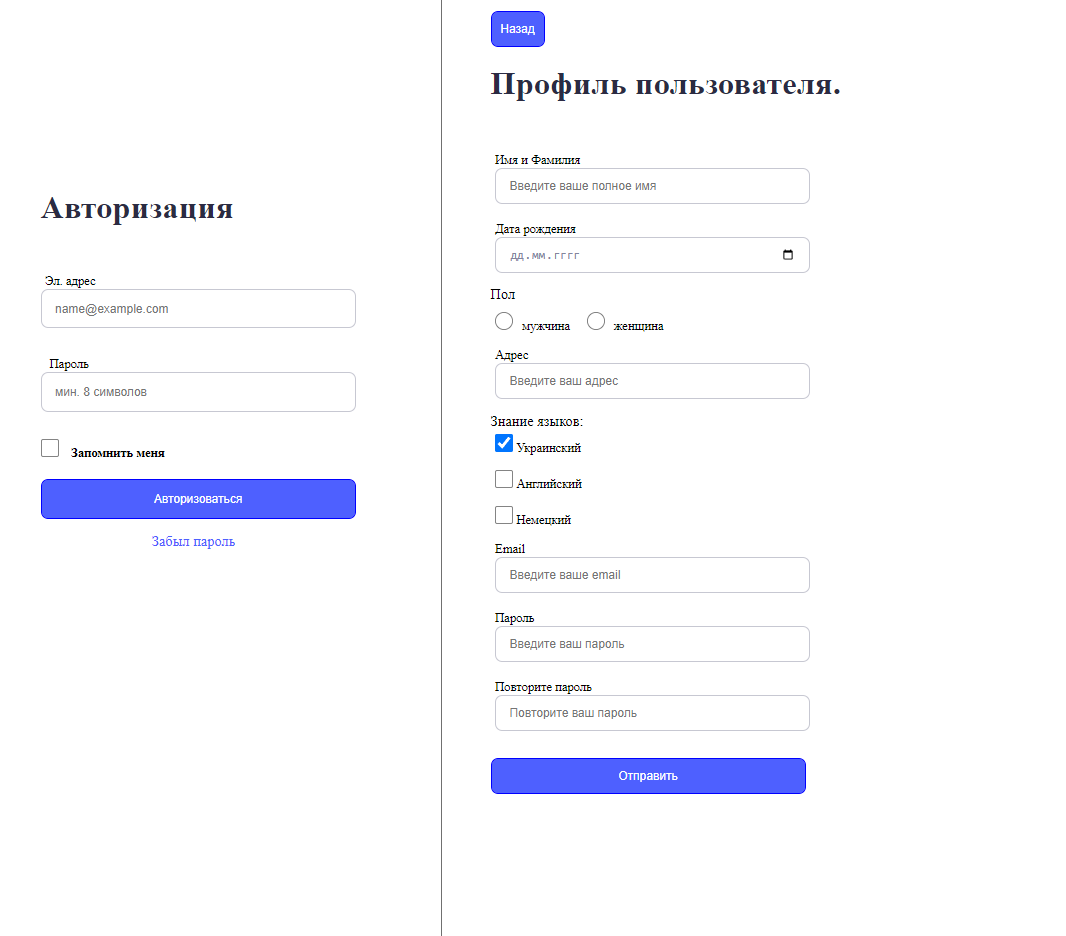 Авторизация
Эл. адрес
name@example.com
Пароль
мин. 8 символов
Запомнить меня
Авторизоваться
Забыл пароль
Назад
Профиль пользователя.
Имя и Фамилия
Введите ваше полное имя
Дата рождения
дд.мм.гггг
Пол
мужчина женщина
Адрес
Введите ваш адрес
Знание языков:
Украинский
Английский
Немецкий
Email
Введите ваше email
Пароль
Введите ваш пароль
Повторите пароль
Повторите ваш пароль
Отправить